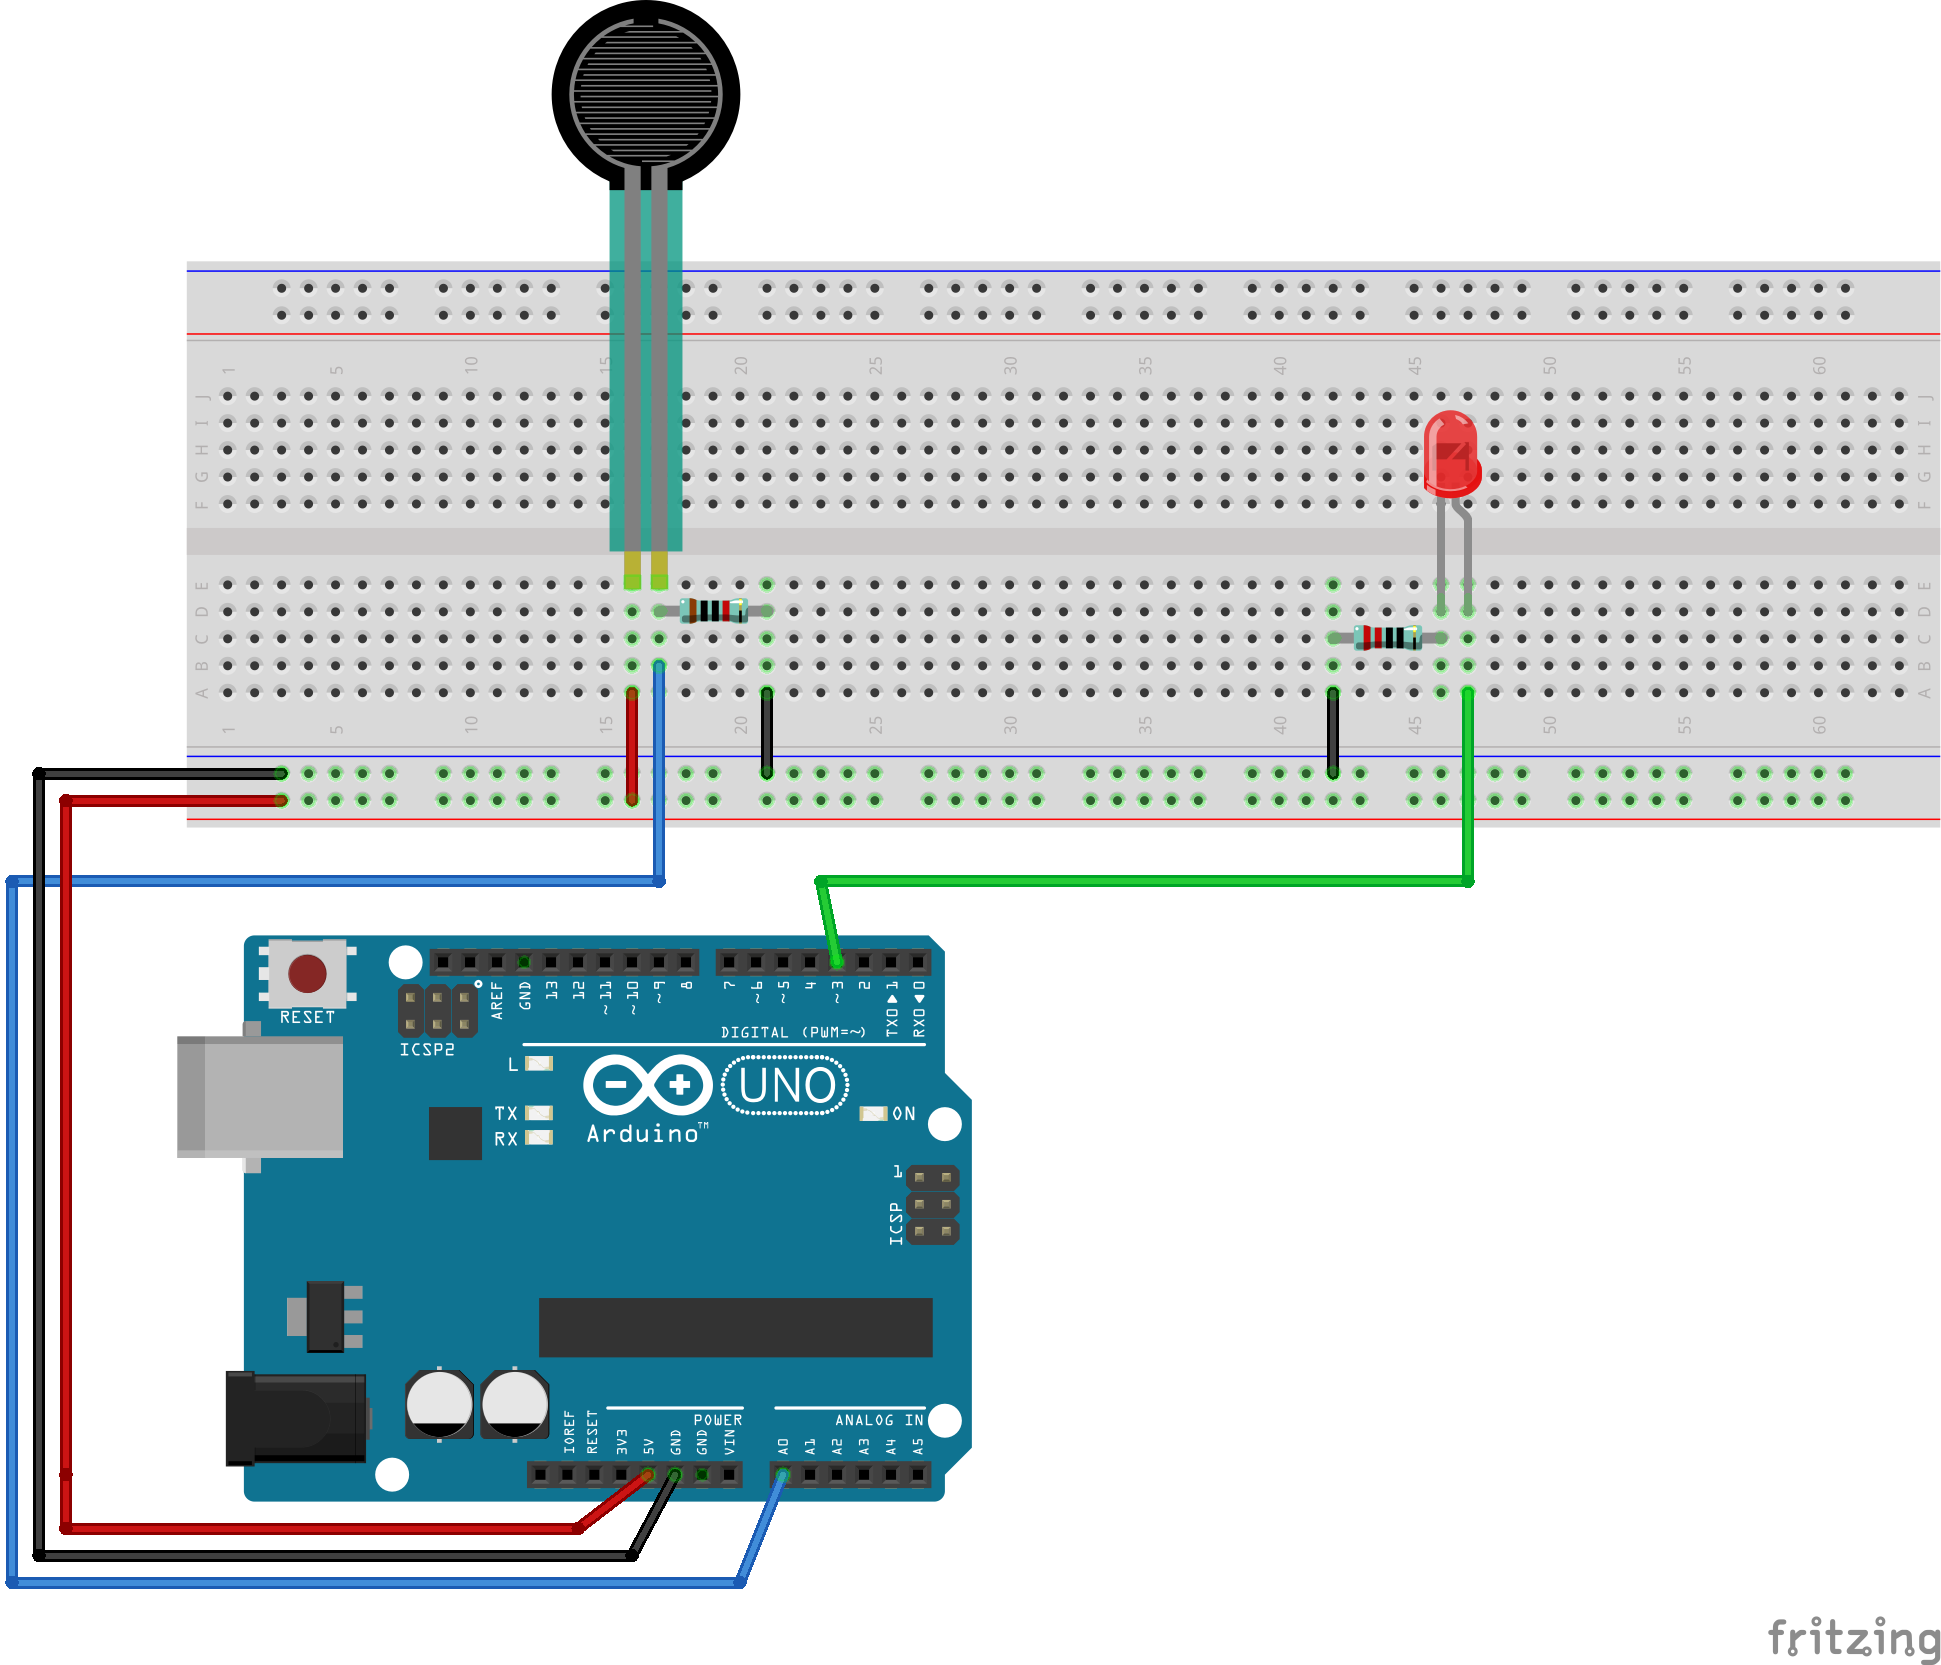 1 5 10 15 20 25 30 35 40 45 50 55 60
J J
I I
H H
G G
F F
E E
D D
C C
B B
A A
1 5 10 15 20 25 30 35 40 45 50 55 60
AREF GND 13 12 ~11 ~10 ~9 8 7 ~6 ~5 4 ~3 2 TX0▶1 RX0◀0
RESET
DIGITAL (PWM=~)
ICSP2
L
TX
RX
UNO
ON
Arduino™
1
ICSP
IOREF RESET 3V3 5V GND GND VIN A0 A1 A2 A3 A4 A5
POWER ANALOG IN
fritzing